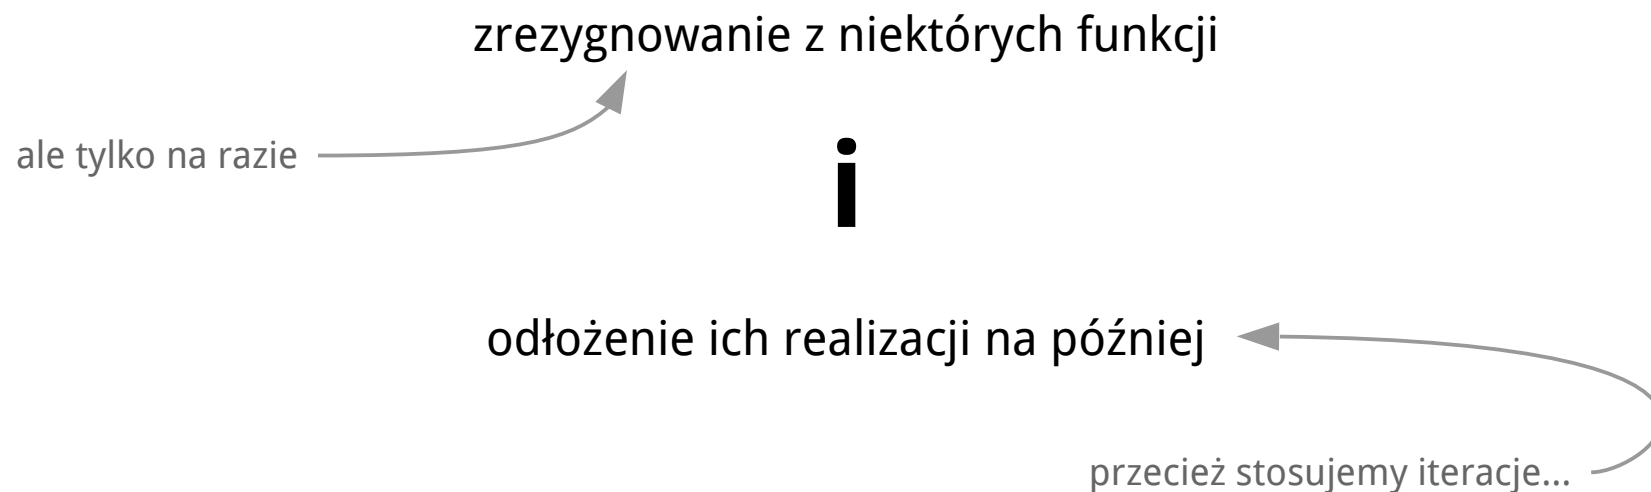 zrezygnowanie z niektórych funkcji
ale tylko na razie
i
odłożenie ich realizacji na później
przecież stosujemy iteracje...